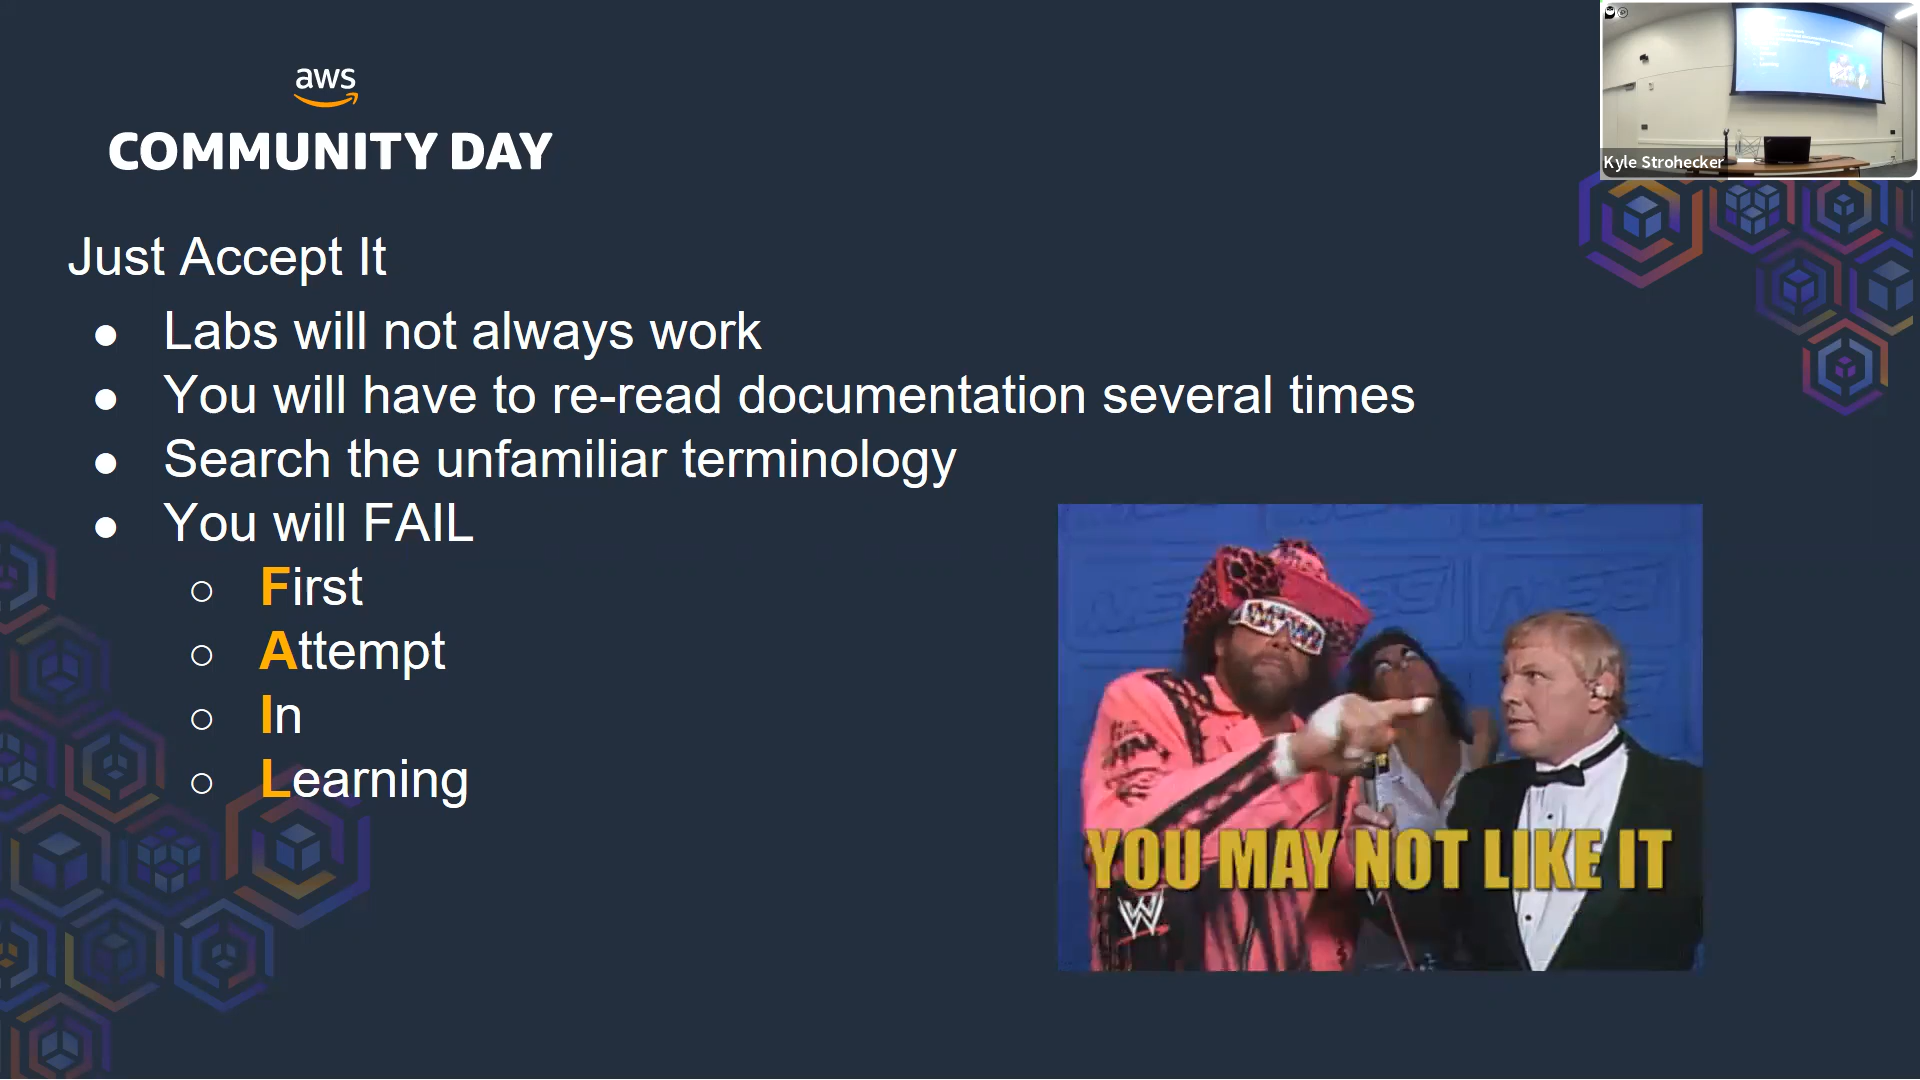 aws
COMMUNITY DAY
Kyle Strohecker
Just Accept It
● Labs will not always work
● You will have to re-read documentation several times
● Search the unfamiliar terminology
● You will FAIL
○ First
○ Attempt
○ In
○ Learning
YOU MAY NOT LIKE IT
W